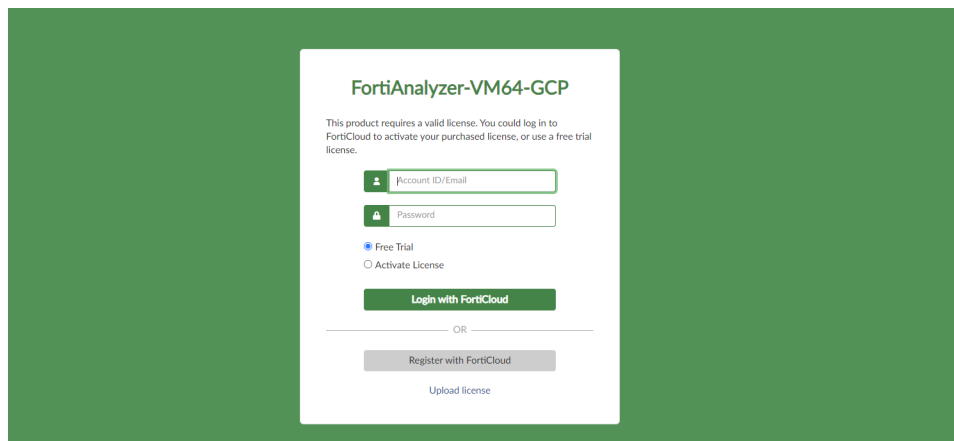 FortiAnalyzer-VM64-GCP
This product requires a valid license. You could log in to
FortiCloud to activate your purchased license, or use a free trial
license.
Account ID/Email
Password
Free Trial
Activate License
Login with FortiCloud
OR
Register with FortiCloud
Upload license